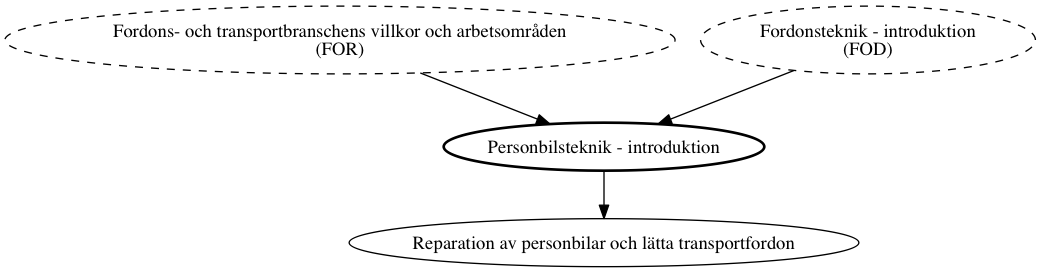 Fordons- och transportbranschens villkor och arbetsområden
(FOR)
Fordonsteknik - introduktion
(FOD)
Personbilsteknik - introduktion
Reparation av personbilar och lätta transportfordon